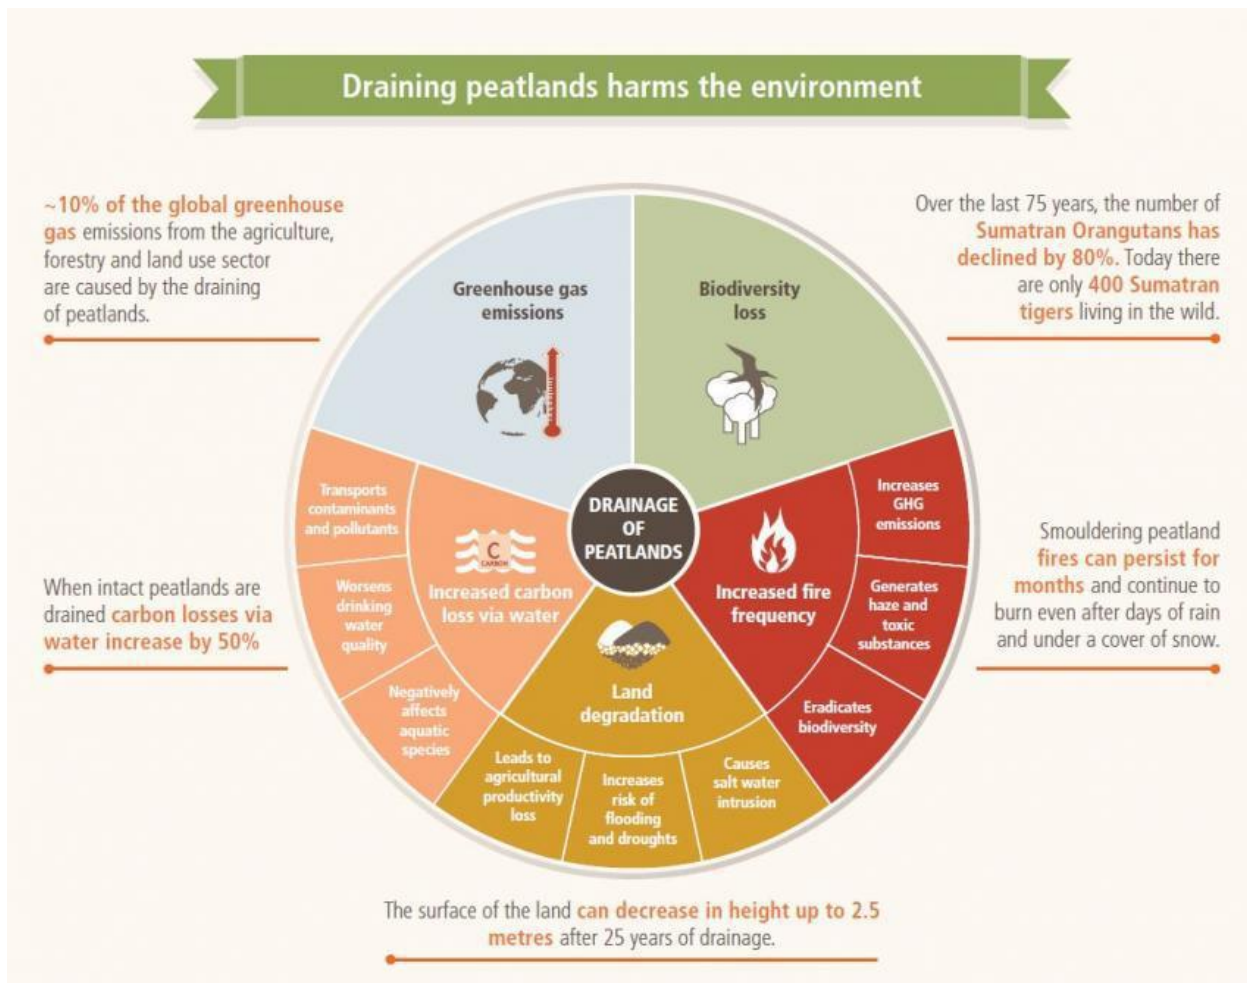 Draining peatlands harms the environment
~10% of the global greenhouse
gas emissions from the agriculture,
forestry and land use sector
are caused by the draining
of peatlands.
Over the last 75 years, the number of
Sumatran Orangutans has
declined by 80%. Today there
are only 400 Sumatran
tigers living in the wild.
Greenhouse gas
emissions
Biodiversity
loss
DRAINAGE
OF
PEATLANDS
Transports
contaminants
and pollutants
Worsens
drinking
water
quality
Negatively
affects
aquatic
species
C
CARBON
Increased carbon
loss via water
Increased fire
frequency
Increases
GHG
emissions
Generates
haze and
toxic
substances
Eradicates
biodiversity
Land
degradation
Leads to
agricultural
productivity
loss
Increases
risk of
flooding
and droughts
Causes
salt water
intrusion
When intact peatlands are
drained carbon losses via
water increase by 50%
Smouldering peatland
fires can persist for
months and continue to
burn even after days of rain
and under a cover of snow.
The surface of the land can decrease in height up to 2.5
metres after 25 years of drainage.